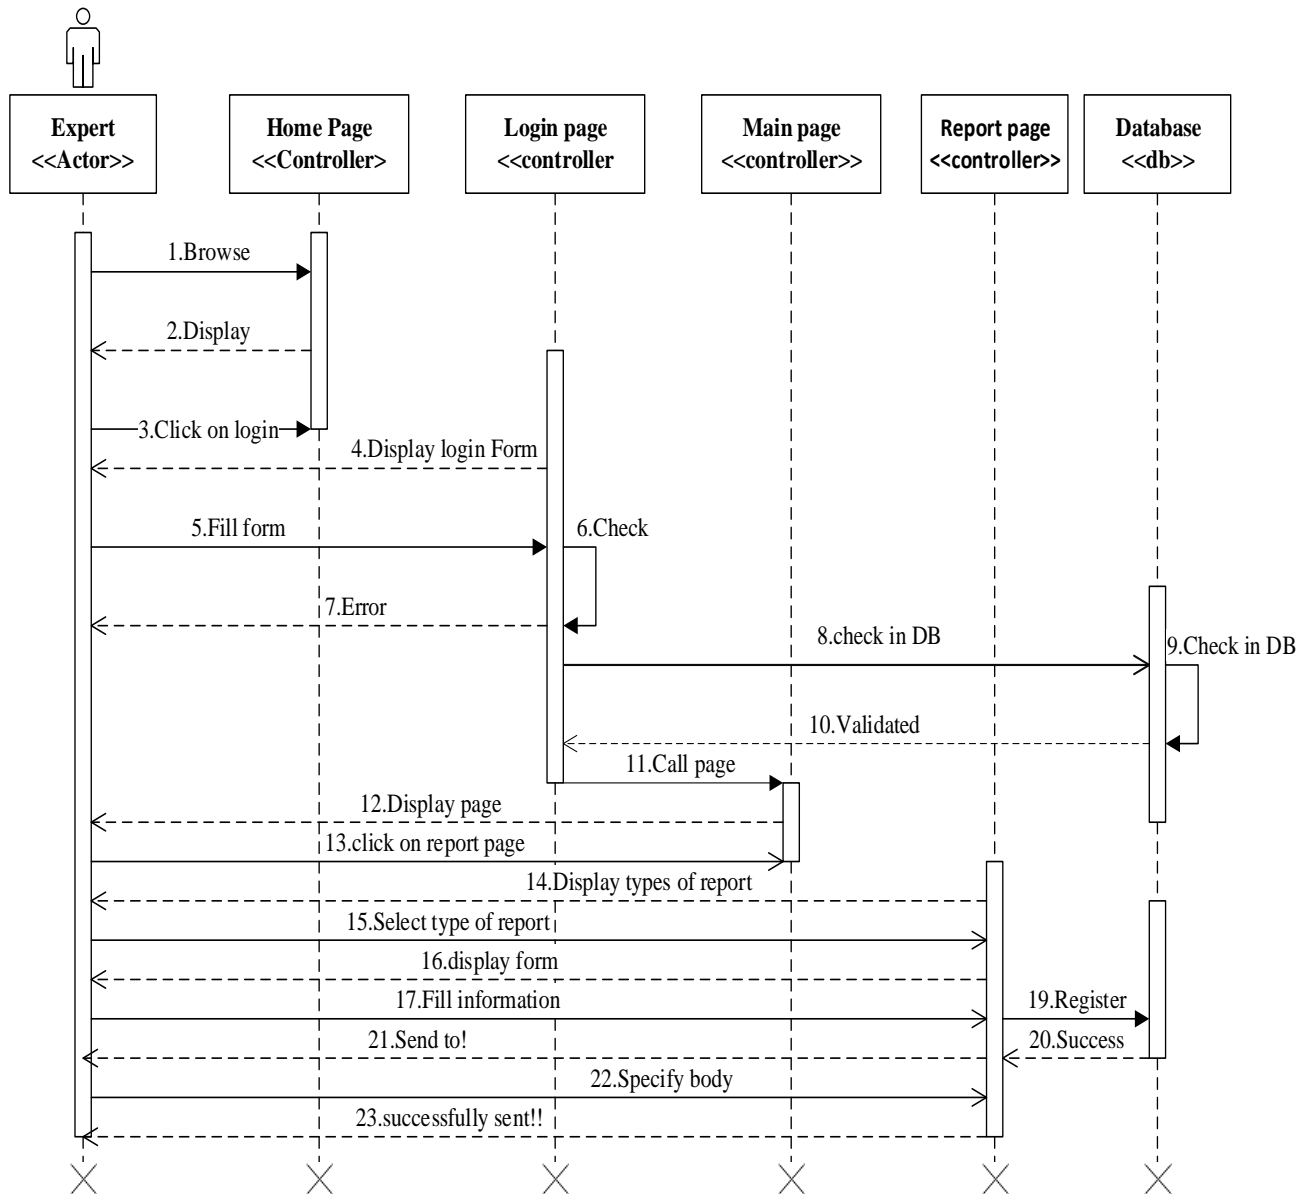 Expert
<<Actor>>
Home Page
<<Controller>
Login page
<<controller
Main page
<<controller>>
Report page
<<controller>>
Database
<<db>>
1.Browse
2.Display
3.Click on login
4.Display login Form
5.Fill form
6.Check
7.Error
8.check in DB
9.Check in DB
10.Validated
11.Call page
12.Display page
13.click on report page
14.Display types of report
15.Select type of report
16.display form
17.Fill information
19.Register
21.Send to!
20.Success
22.Specify body
23.successfully sent!!